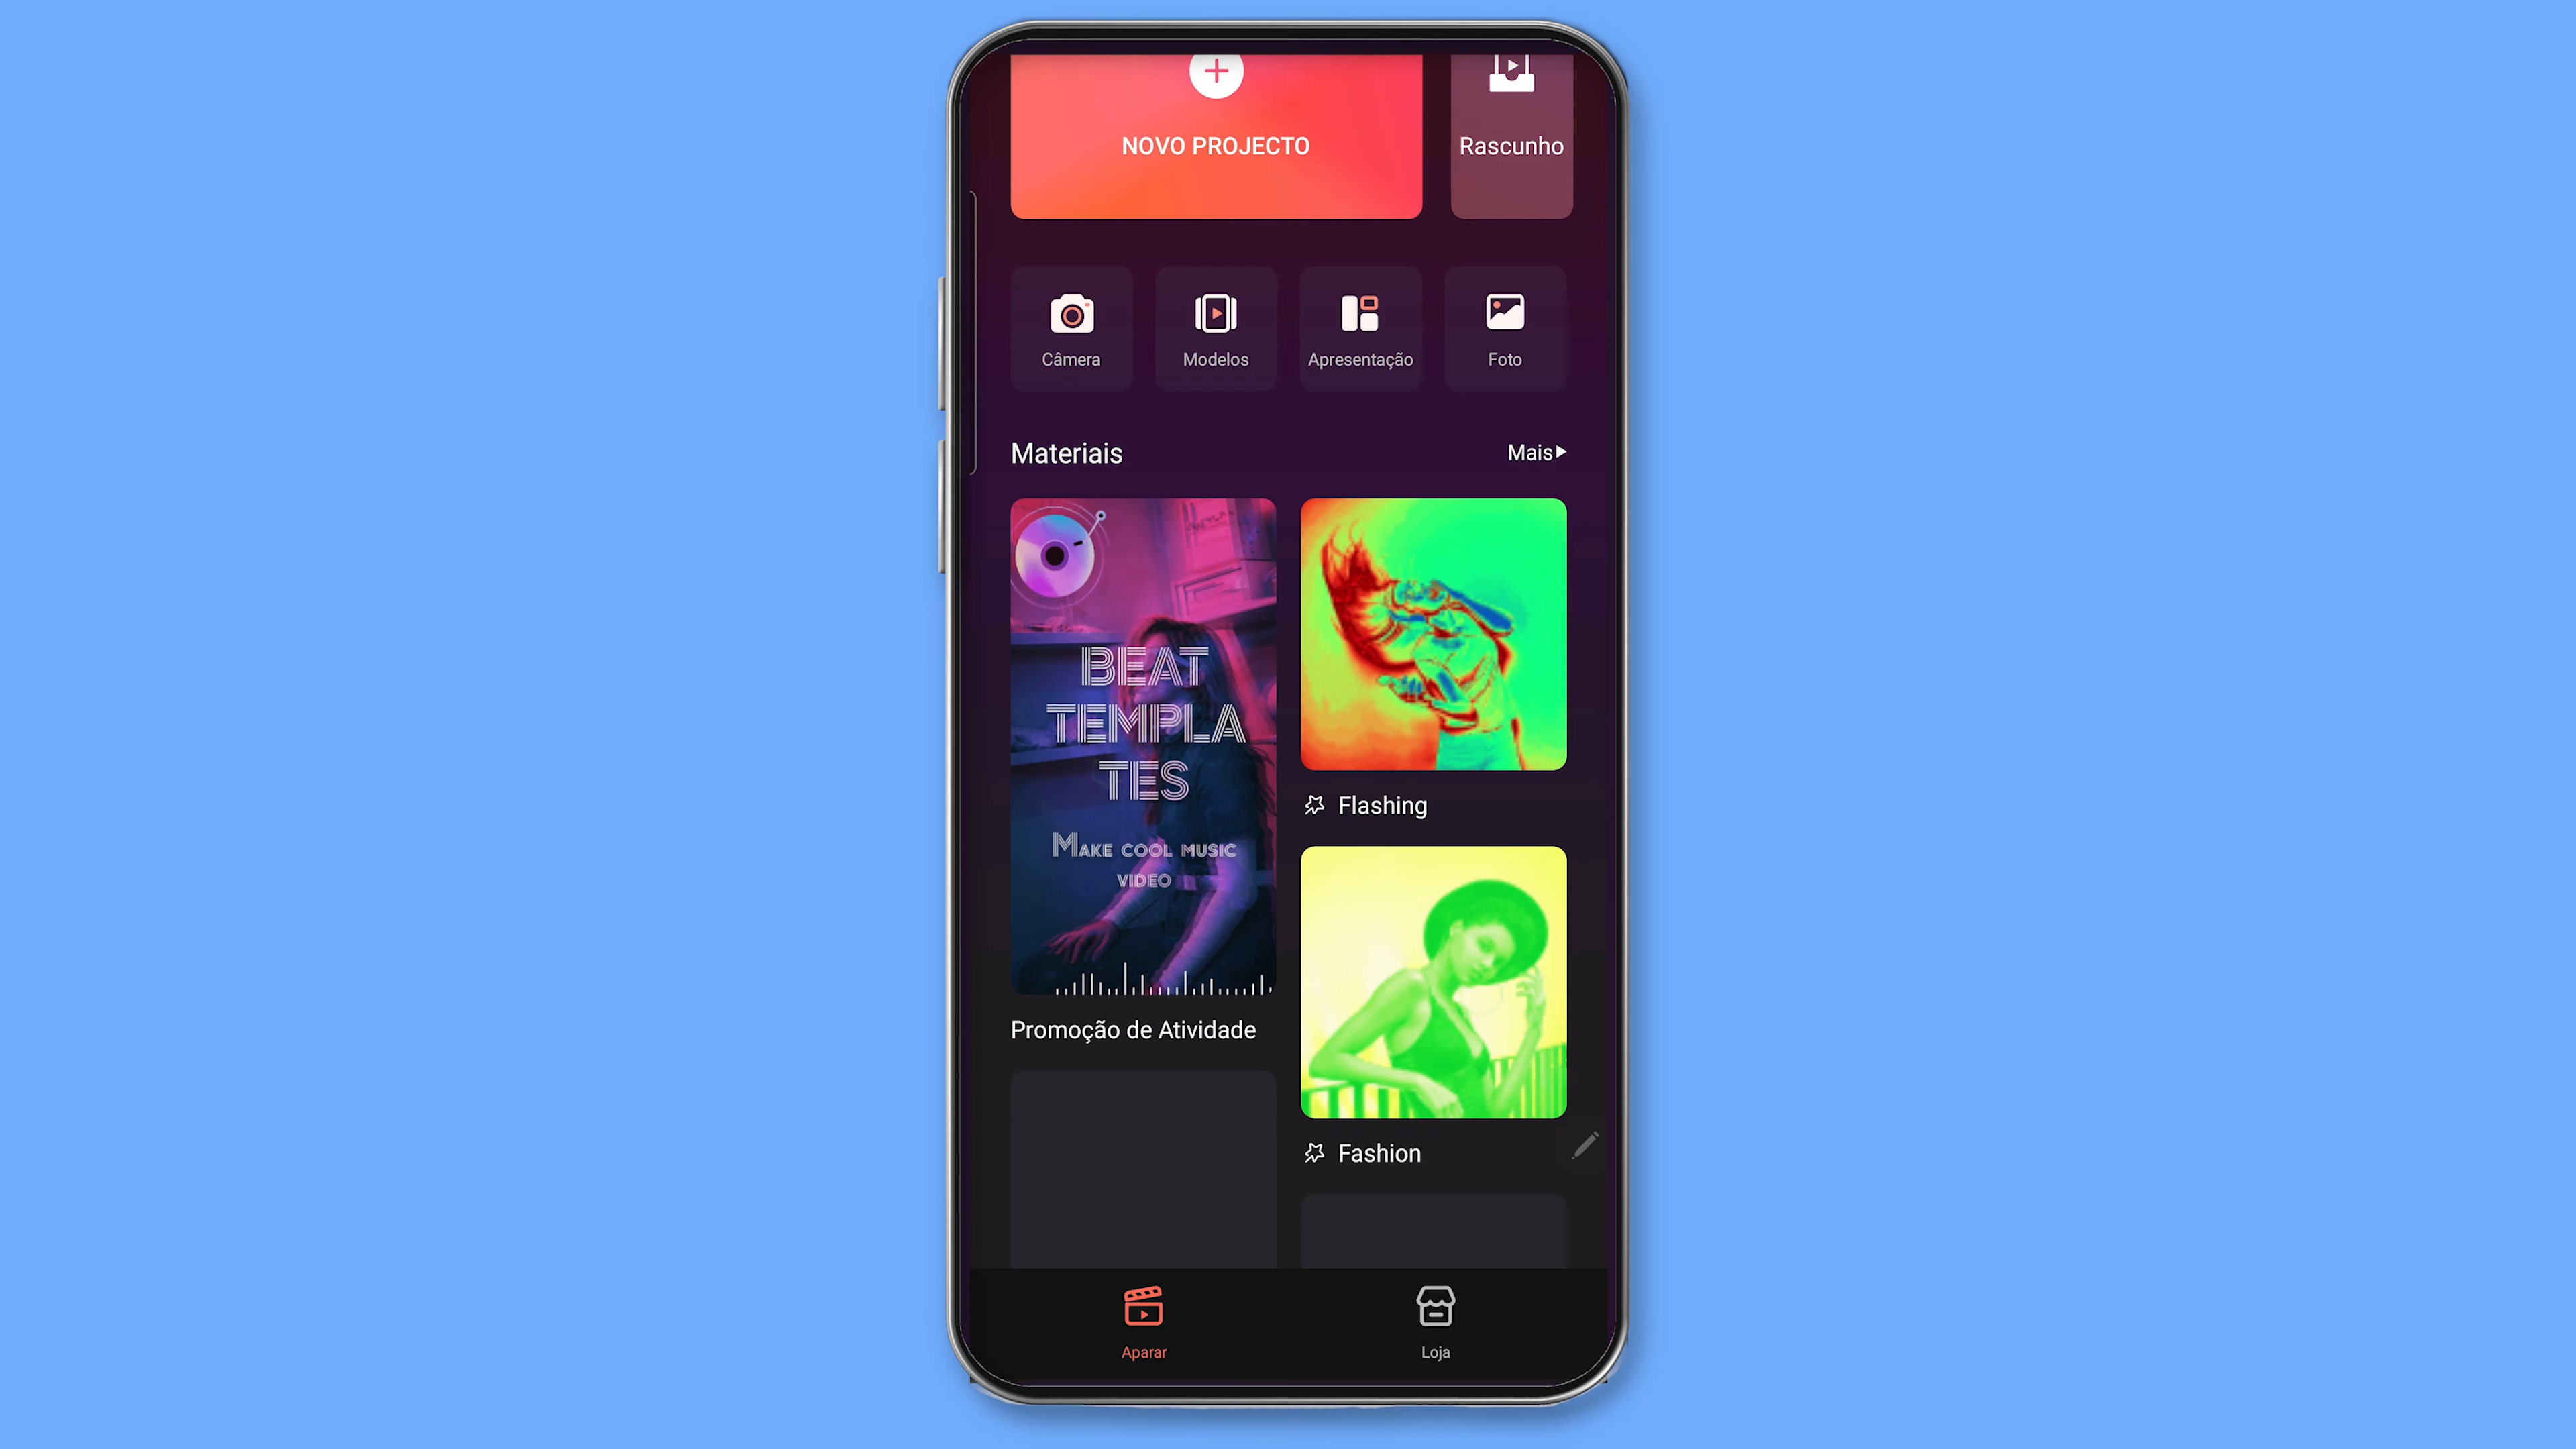 NOVO PROJECTO
Rascunho
Câmera
Modelos
Apresentação
Foto
Materiais
Mais
BEAT
TEMPLA
TES
MAKE COOL MUSIC
VIDEO
Promoção de Atividade
Flashing
Fashion
Aparar
Loja